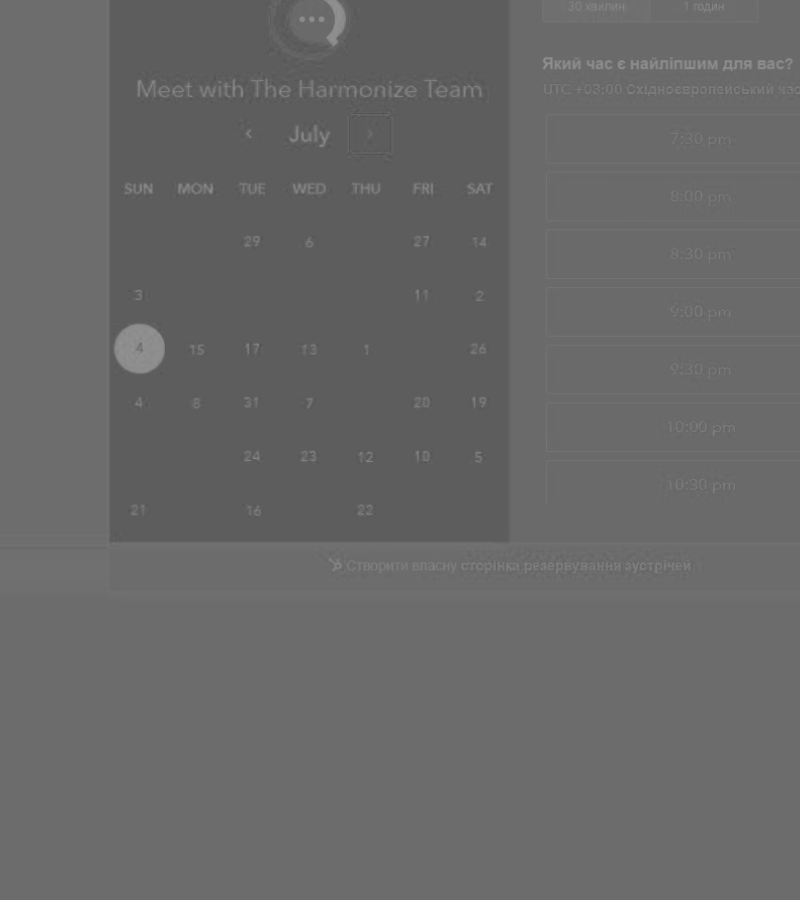 30 хвилин 1 годин
Який час є найліпшим для вас?
UTC +03:00 Східноєвропейський час
Meet with The Harmonize Team
‹ July ›
SUN MON TUE WED THU FRI SAT
29 6 27 14
3 11 2
4 15 17 13 1 26
4 8 31 7 20 19
24 23 12 10 5
21 16 22
7:30 pm
8:00 pm
8:30 pm
9:00 pm
9:30 pm
10:00 pm
10:30 pm
Створити власну сторінка резервування зустрічей